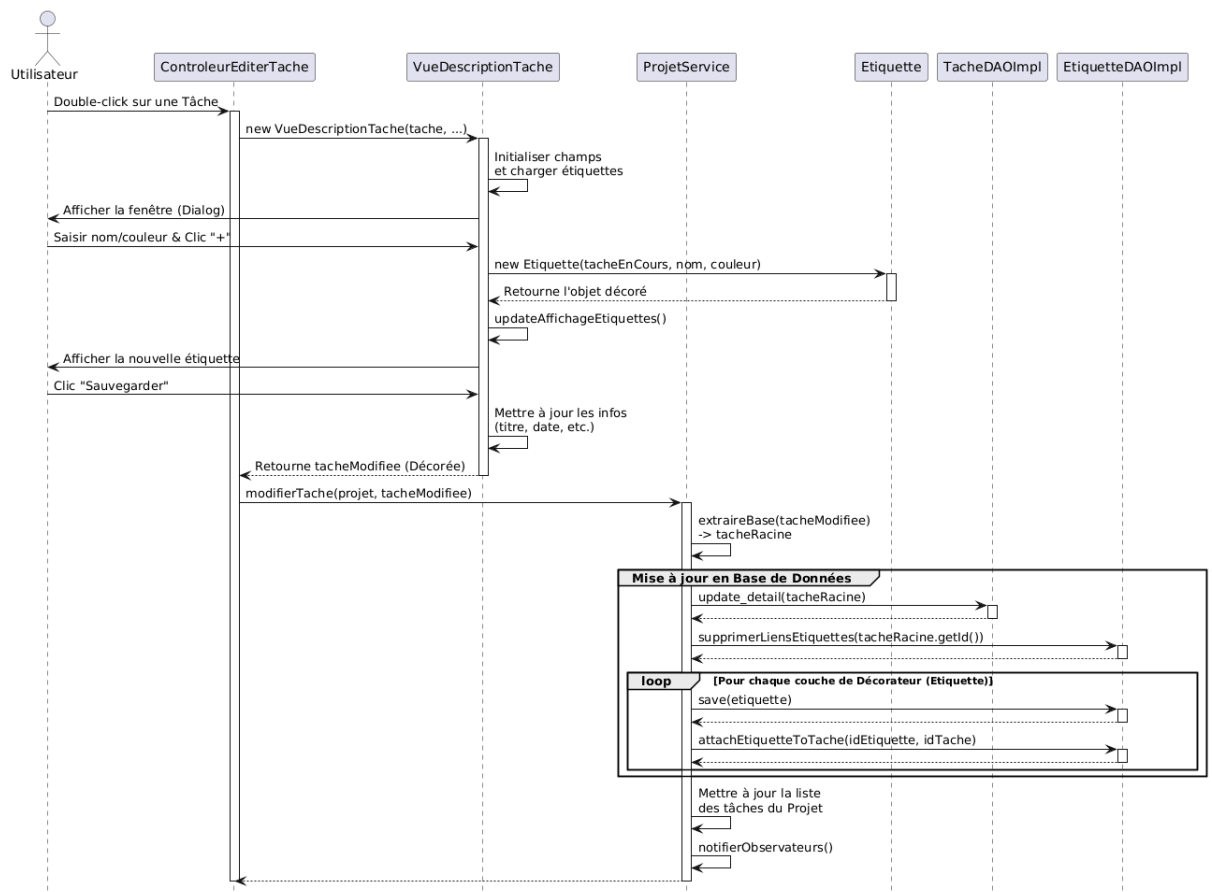 Utilisateur
ControleurEditerTache
VueDescriptionTache
ProjetService
Etiquette
TacheDAOImpl
EtiquetteDAOImpl
Double-click sur une Tâche
new VueDescriptionTache(tache, ...)
Initialiser champs
et charger étiquettes
Afficher la fenêtre (Dialog)
Saisir nom/couleur & Clic "+"
new Etiquette(tacheEnCours, nom, couleur)
Retourne l'objet décoré
updateAffichageEtiquettes()
Afficher la nouvelle étiquette
Clic "Sauvegarder"
Mettre à jour les infos
(titre, date, etc.)
Retourne tacheModifiee (Décorée)
modifierTache(projet, tacheModifiee)
extraireBase(tacheModifiee)
-> tacheRacine
Mise à jour en Base de Données
update_detail(tacheRacine)
supprimerLiensEtiquettes(tacheRacine.getId())
loop [Pour chaque couche de Décorateur (Etiquette)]
save(etiquette)
attachEtiquetteToTache(idEtiquette, idTache)
Mettre à jour la liste
des tâches du Projet
notifierObservateurs()